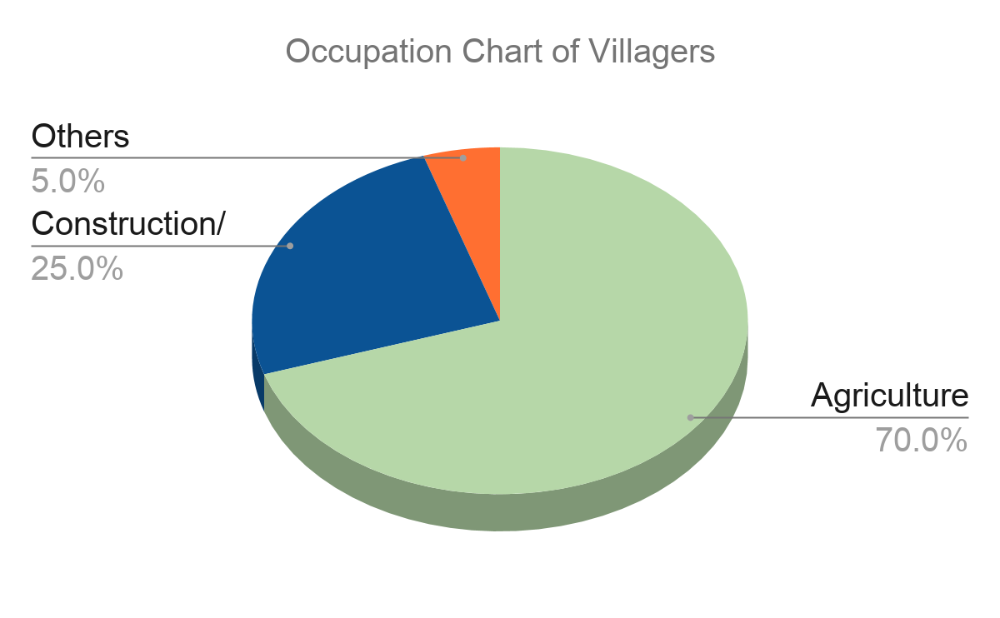 Occupation Chart of Villagers
Others
5.0%
Construction/
25.0%
Agriculture
70.0%